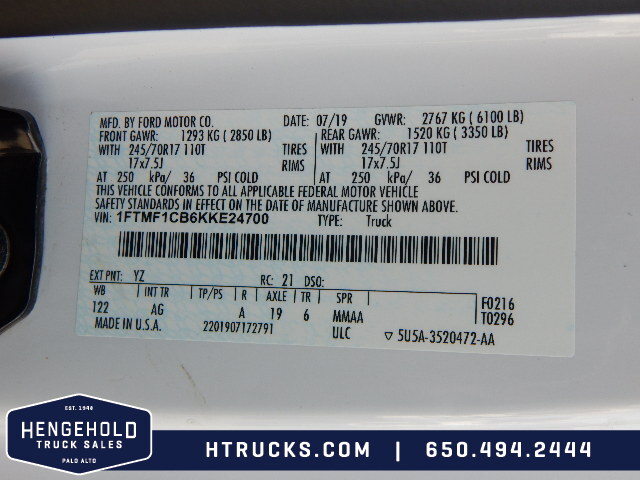 MFD. BY FORD MOTOR CO. DATE: 07/19 GVWR: 2767 KG ( 6100 LB)
FRONT GAWR: 1293 KG ( 2850 LB) REAR GAWR: 1520 KG ( 3350 LB)
WITH 245/70R17 110T TIRES WITH 245/70R17 110T TIRES
17x7.5J RIMS 17x7.5J RIMS
AT 250 kPa/ 36 PSI COLD AT 250 kPa/ 36 PSI COLD
THIS VEHICLE CONFORMS TO ALL APPLICABLE FEDERAL MOTOR VEHICLE
SAFETY STANDARDS IN EFFECT ON THE DATE OF MANUFACTURE SHOWN ABOVE.
VIN: 1FTMF1CB6KKE24700 TYPE: Truck
EXT PNT: YZ RC: 21 DSO:
WB INT TR TP/PS R AXLE TR SPR F0216
122 AG A 19 6 MMAA T0296
MADE IN U.S.A. 2201907172791 ULC ▽ 5U5A-3520472-AA
EST. 1940
HENGEHOLD
TRUCK SALES
PALO ALTO
HTRUCKS.COM | 650.494.2444